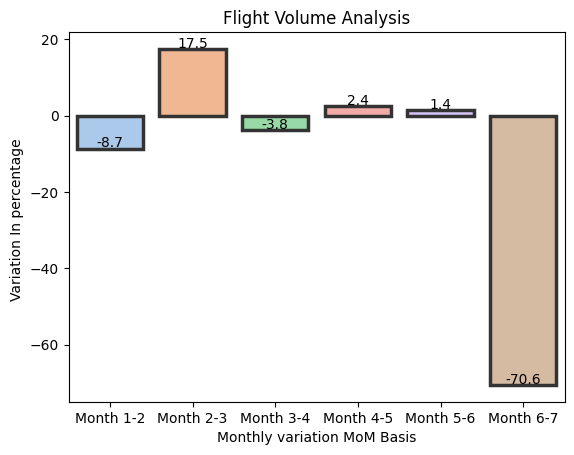 Flight Volume Analysis
20
0
−20
−40
−60
Variation In percentage
-8.7
17.5
-3.8
2.4
1.4
-70.6
Month 1-2 Month 2-3 Month 3-4 Month 4-5 Month 5-6 Month 6-7
Monthly variation MoM Basis